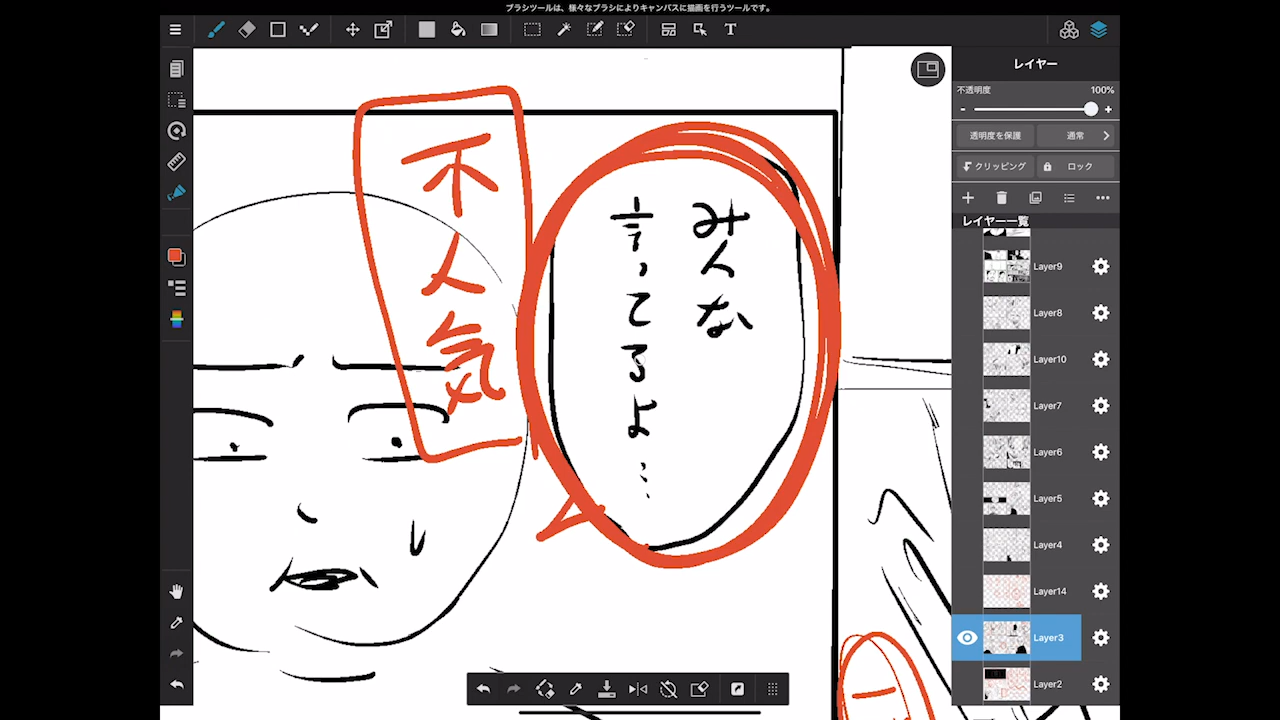 ブラシツールは、様々なブラシによりキャンバスに描画を行うツールです。
T
レイヤー
不透明度
100%
- +
透明度を保護
通常
クリッピング
ロック
レイヤー一覧
Layer9
Layer8
Layer10
Layer7
Layer6
Layer5
Layer4
Layer14
Layer3
Layer2
みんな
言ってるよ…
不人気